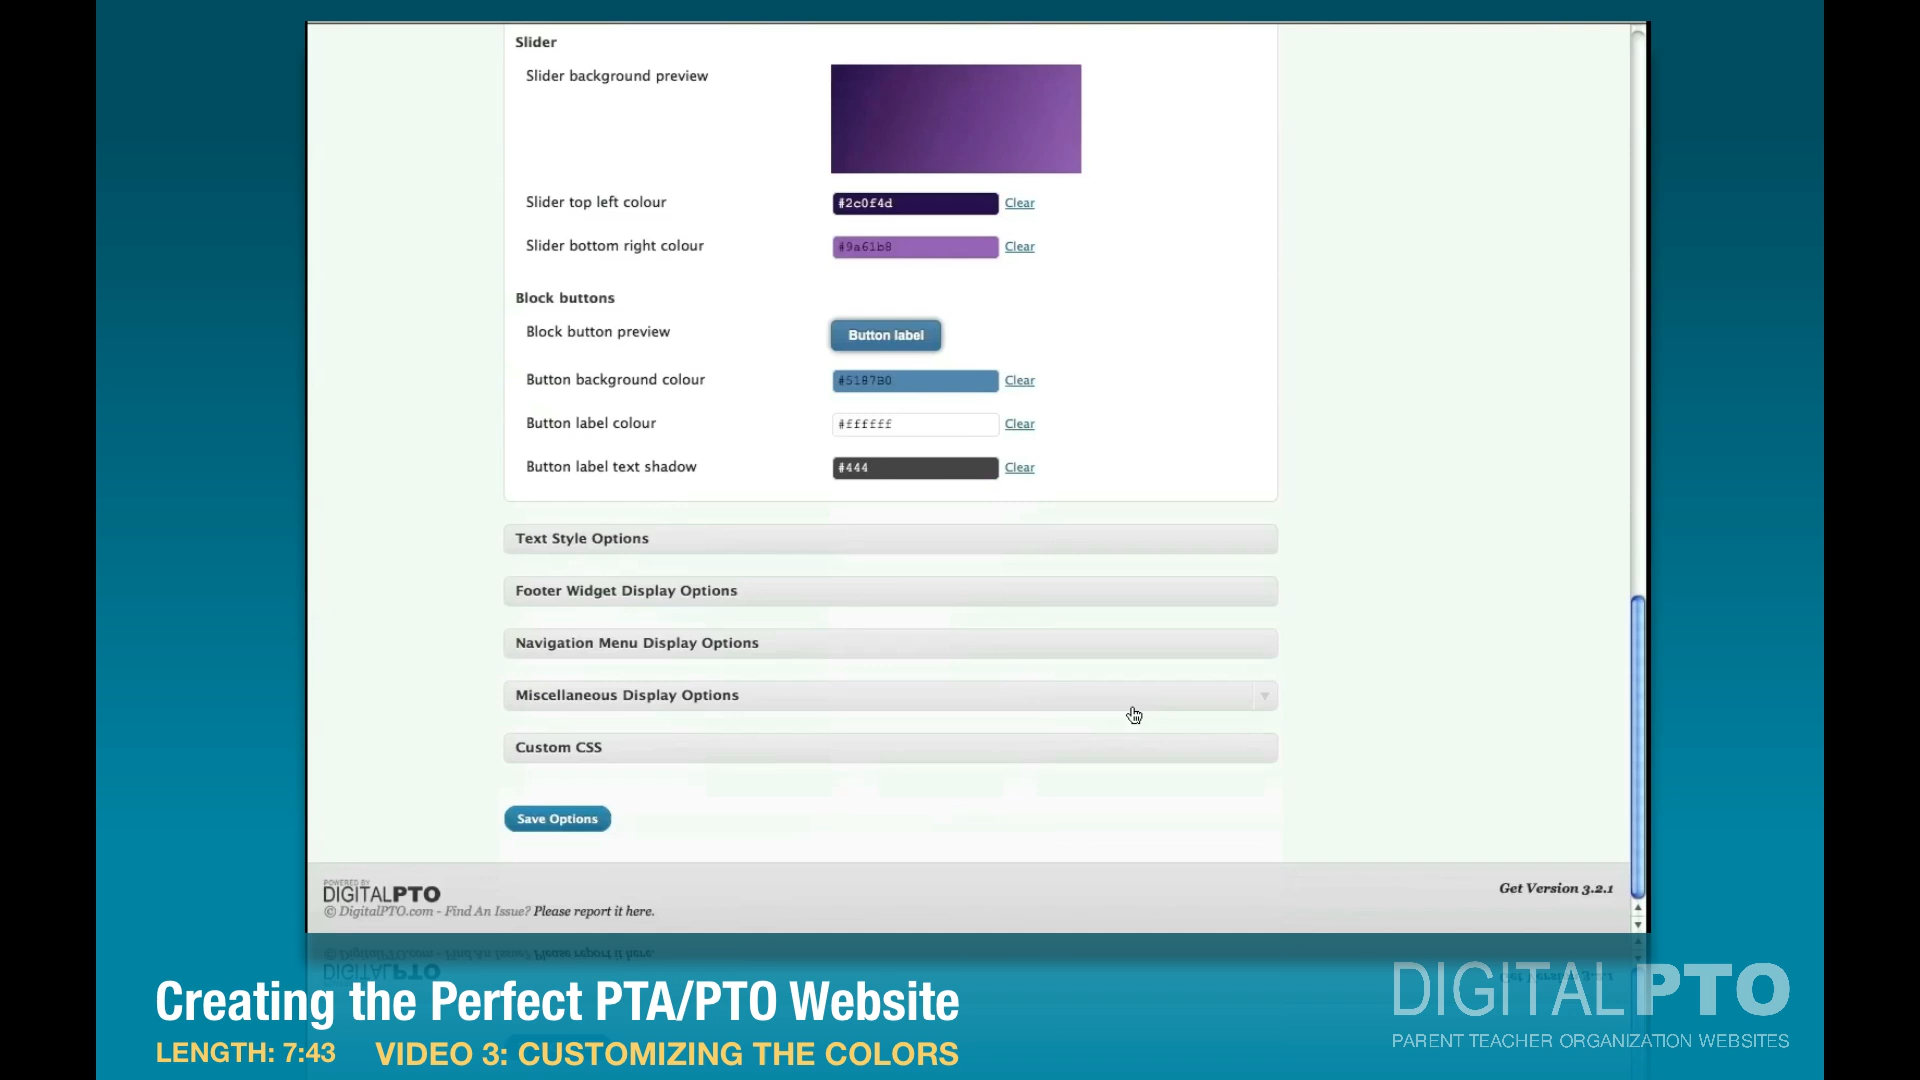 Slider
Slider background preview
Slider top left colour #2c0f4d Clear
Slider bottom right colour #9a61b8 Clear
Block buttons
Block button preview Button label
Button background colour #5187B0 Clear
Button label colour #ffffff Clear
Button label text shadow #444 Clear
Text Style Options
Footer Widget Display Options
Navigation Menu Display Options
Miscellaneous Display Options
Custom CSS
Save Options
POWERED BY
DIGITALPTO
Get Version 3.2.1
© DigitalPTO.com - Find An Issue? Please report it here.
Creating the Perfect PTA/PTO Website
LENGTH: 7:43 VIDEO 3: CUSTOMIZING THE COLORS
DIGITALPTO
PARENT TEACHER ORGANIZATION WEBSITES